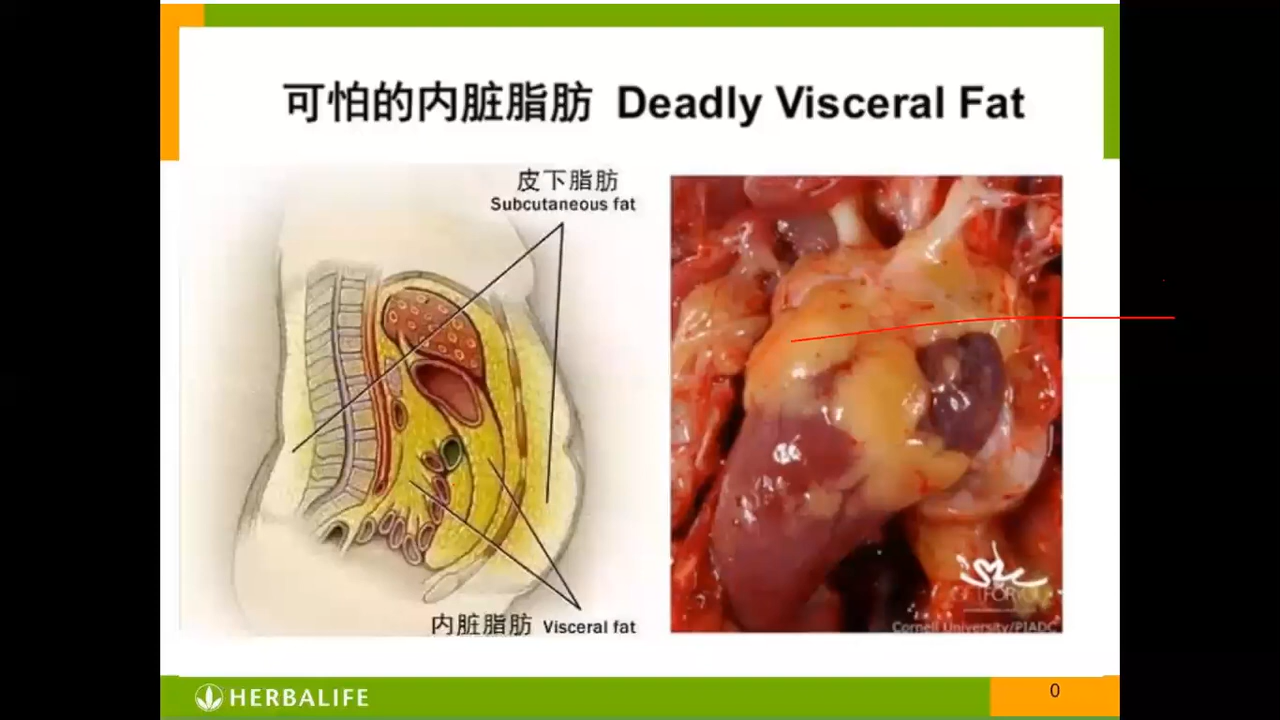 可怕的内脏脂肪 Deadly Visceral Fat
皮下脂肪
Subcutaneous fat
内脏脂肪 Visceral fat
Cornell University/PIADC
HERBALIFE
0